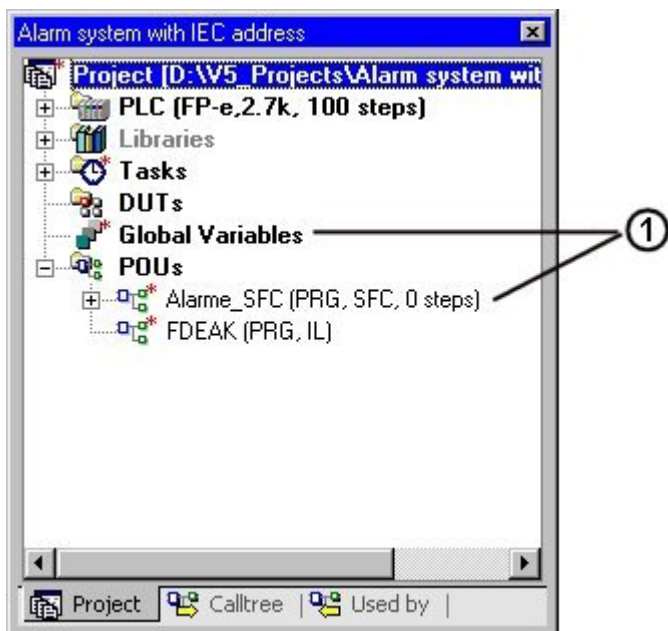 Alarm system with IEC address
Project [D:\V5_Projects\Alarm system wit
PLC (FP-e,2.7k, 100 steps)
Libraries
Tasks
DUTs
Global Variables
1
POUs
Alarme_SFC (PRG, SFC, 0 steps)
FDEAK (PRG, IL)
Project Calltree Used by